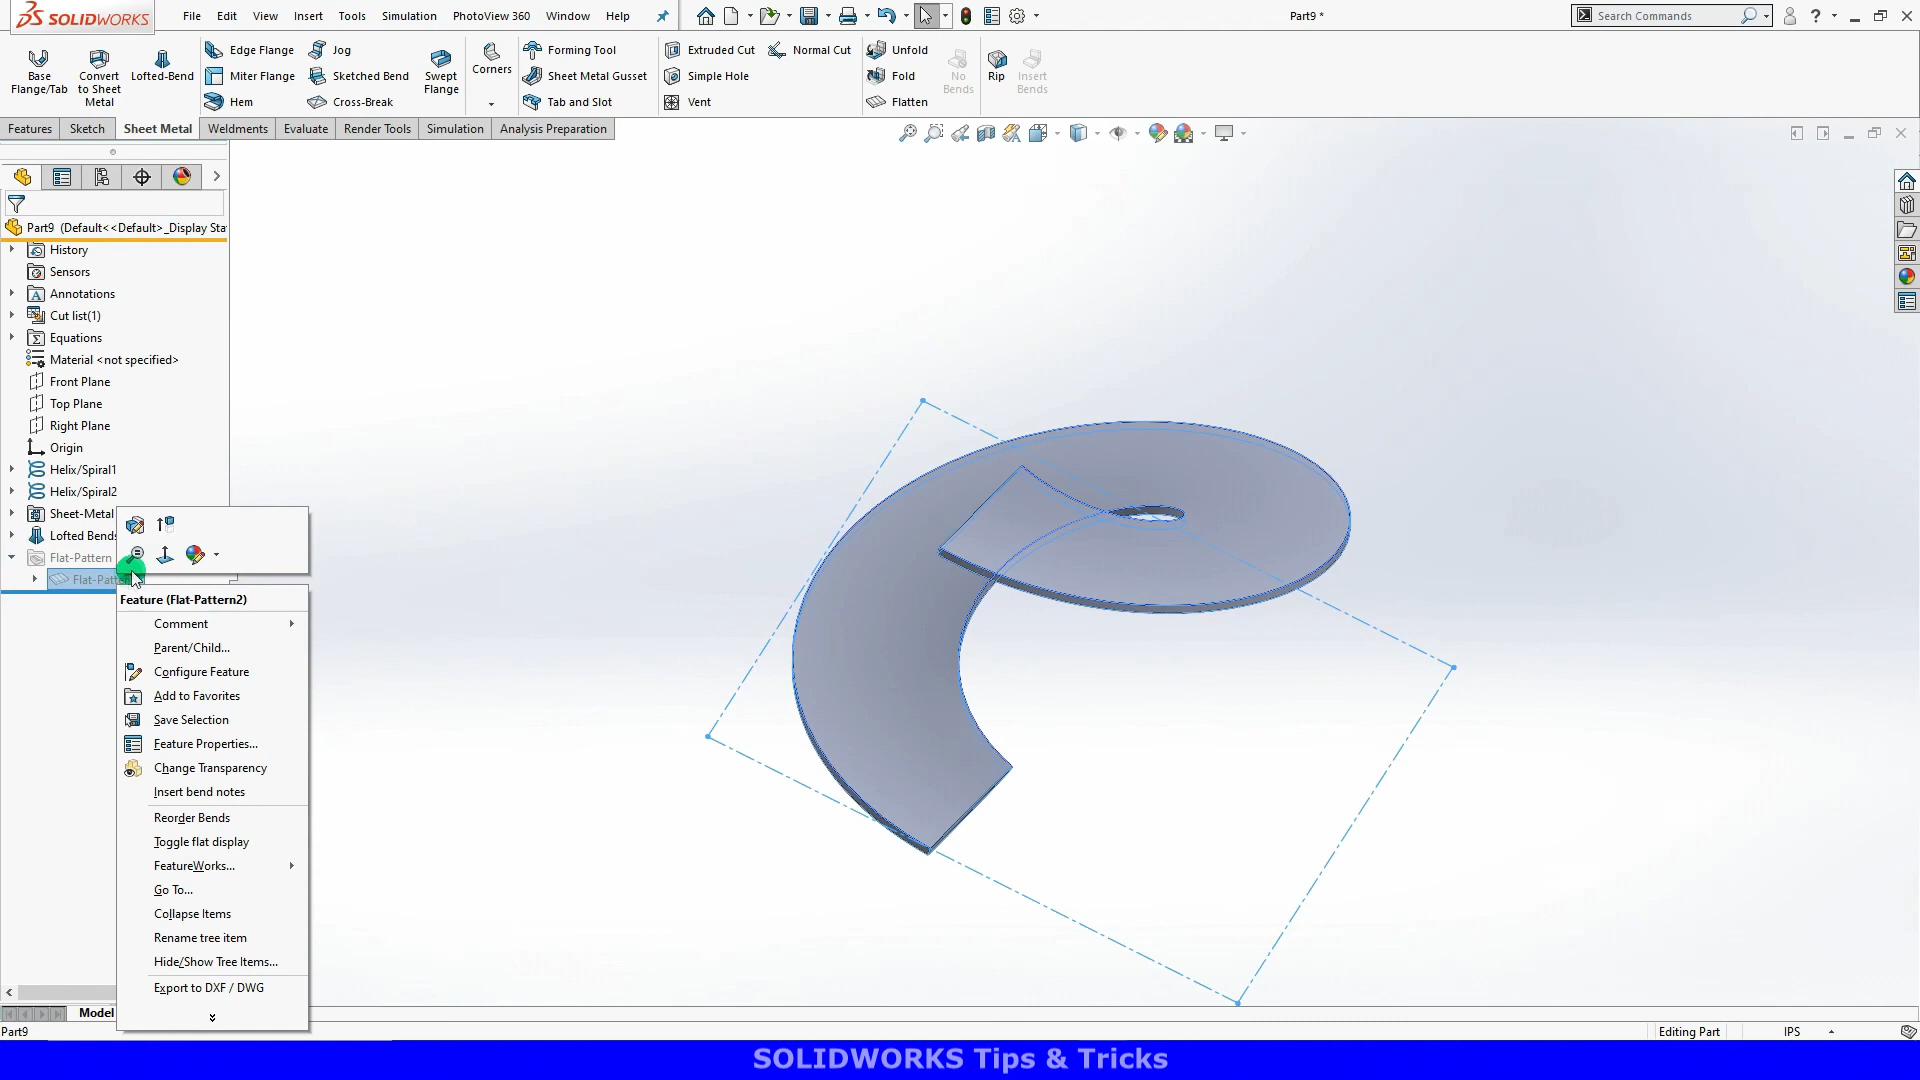 SOLIDWORKS
File Edit View Insert Tools Simulation PhotoView 360 Window Help
Part9 *
Search Commands
Base Flange/Tab
Convert to Sheet Metal
Lofted-Bend
Edge Flange
Miter Flange
Hem
Jog
Sketched Bend
Cross-Break
Swept Flange
Corners
Forming Tool
Sheet Metal Gusset
Tab and Slot
Extruded Cut
Simple Hole
Vent
Normal Cut
Unfold
Fold
Flatten
No Bends
Rip
Insert Bends
Features Sketch Sheet Metal Weldments Evaluate Render Tools Simulation Analysis Preparation
Part9 (Default<<Default>_Display Sta
History
Sensors
Annotations
Cut list(1)
Equations
Material <not specified>
Front Plane
Top Plane
Right Plane
Origin
Helix/Spiral1
Helix/Spiral2
Sheet-Metal
Lofted Bends
Flat-Pattern
Flat-Patte
Feature (Flat-Pattern2)
Comment
Parent/Child...
Configure Feature
Add to Favorites
Save Selection
Feature Properties...
Change Transparency
Insert bend notes
Reorder Bends
Toggle flat display
FeatureWorks...
Go To...
Collapse Items
Rename tree item
Hide/Show Tree Items...
Export to DXF / DWG
Model
Part9
Editing Part
IPS
SOLIDWORKS Tips & Tricks